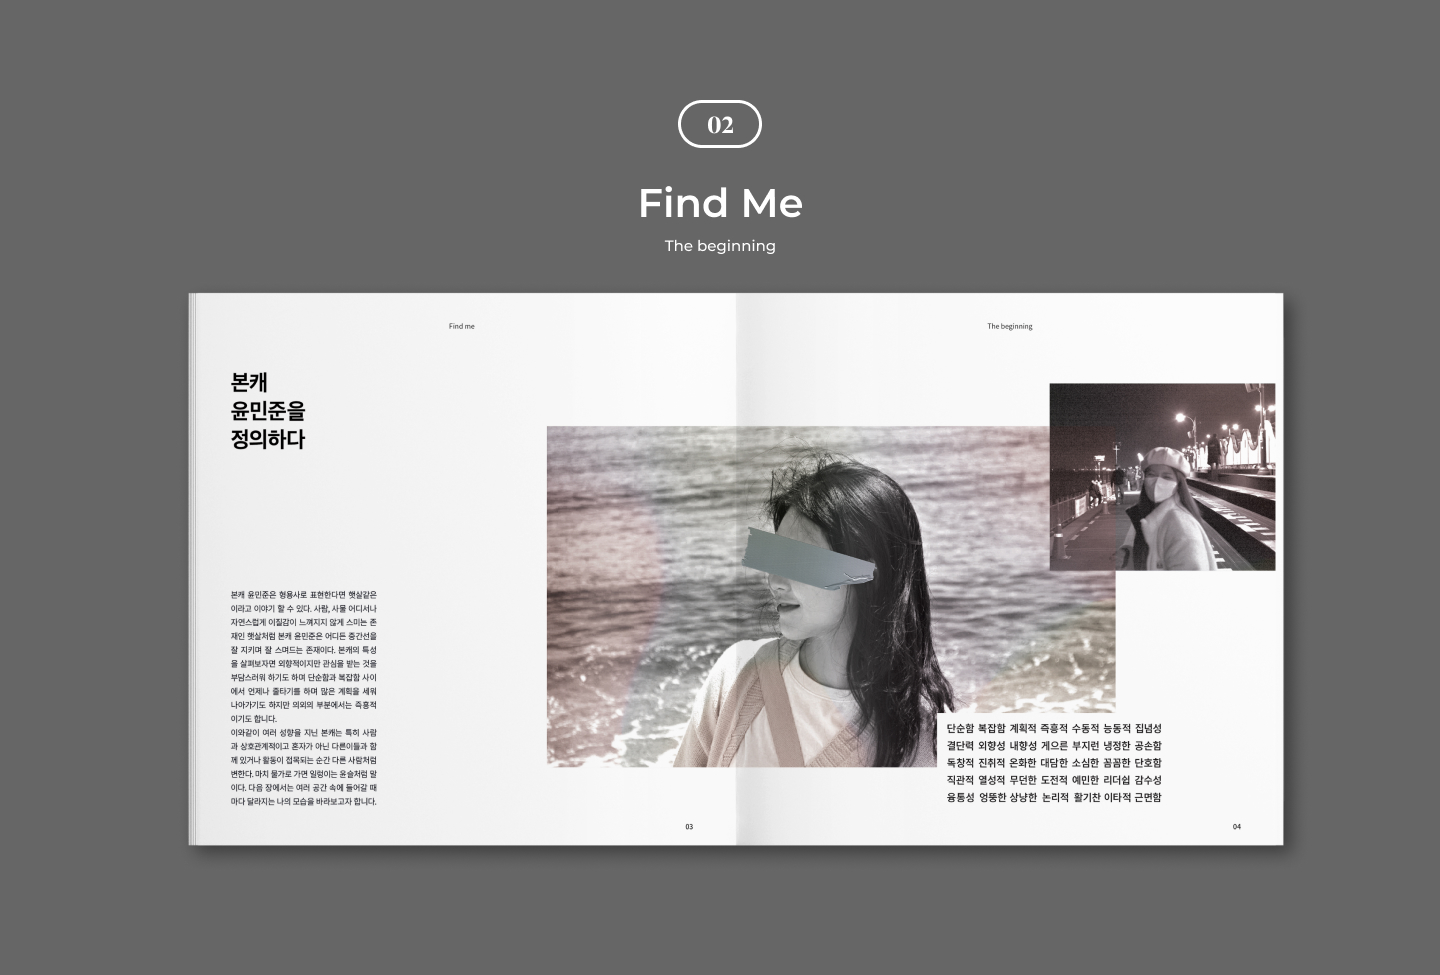 02
Find Me
The beginning
Find me
The beginning
본캐
윤민준을
정의하다
본캐 윤민준은 형용사로 표현한다면 햇살같은
이라고 이야기 할 수 있다. 사람, 사물 어디서나
자연스럽게 이질감이 느껴지지 않게 스미는 존
재인 햇살처럼 본캐 윤민준은 어디든 중간선을
잘 지키며 잘 스며드는 존재이다. 본캐의 특성
을 살펴보자면 외향적이지만 관심을 받는 것을
부담스러워 하기도 하며 단순함과 복잡함 사이
에서 언제나 줄타기를 하며 많은 계획을 세워
나아가기도 하지만 의외의 부분에서는 즉흥적
이기도 합니다.
이와같이 여러 성향을 지닌 본캐는 특히 사람
과 상호관계적이고 혼자가 아닌 다른이들과 함
께 있거나 활동이 접목되는 순간 다른 사람처럼
변한다. 마치 물가로 가면 일렁이는 윤슬처럼 말
이다. 다음 장에서는 여러 공간 속에 들어갈 때
마다 달라지는 나의 모습을 바라보고자 합니다.
단순함 복잡함 계획적 즉흥적 수동적 능동적 집념성
결단력 외향성 내향성 게으른 부지런 냉정한 공손함
독창적 진취적 온화한 대담한 소심한 꼼꼼한 단호함
직관적 열성적 무던한 도전적 예민한 리더쉽 감수성
융통성 엉뚱한 상냥한 논리적 활기찬 이타적 근면함
03
04